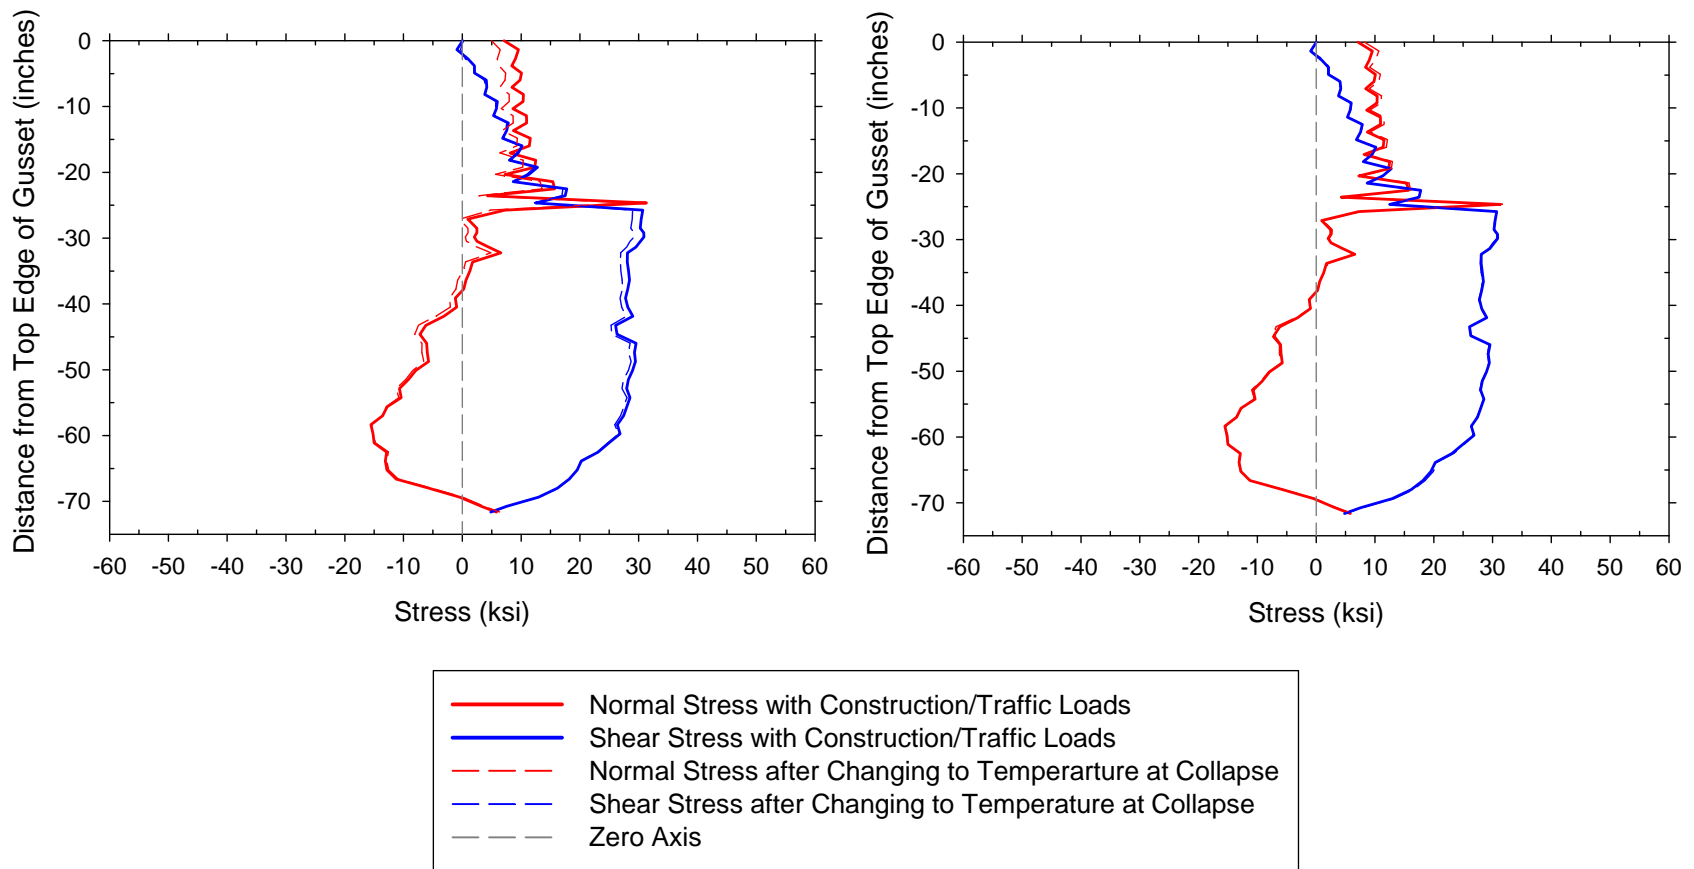 Distance from Top Edge of Gusset (inches)
0
-10
-20
-30
-40
-50
-60
-70
-60 -50 -40 -30 -20 -10 0 10 20 30 40 50 60
Stress (ksi)
Distance from Top Edge of Gusset (inches)
0
-10
-20
-30
-40
-50
-60
-70
-60 -50 -40 -30 -20 -10 0 10 20 30 40 50 60
Stress (ksi)
Normal Stress with Construction/Traffic Loads
Shear Stress with Construction/Traffic Loads
Normal Stress after Changing to Temperarture at Collapse
Shear Stress after Changing to Temperature at Collapse
Zero Axis